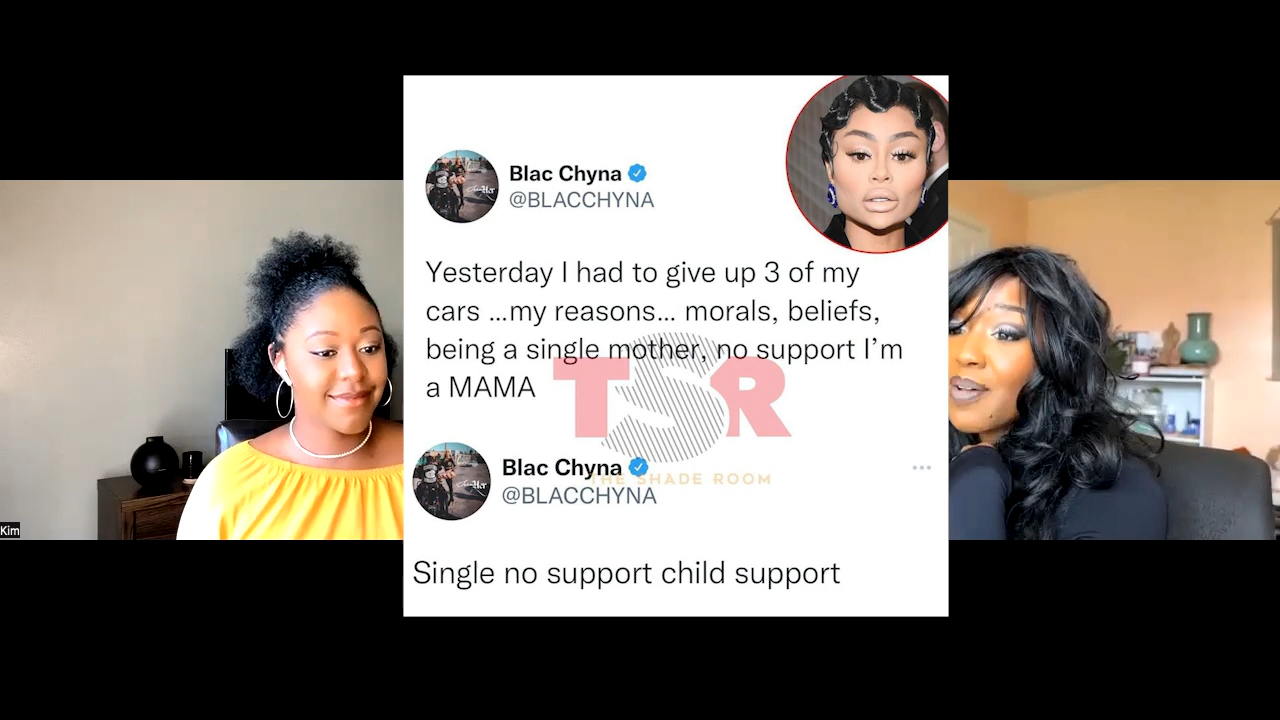 Blac Chyna
@BLACCHYNA
Yesterday I had to give up 3 of my
cars ...my reasons... morals, beliefs,
being a single mother, no support I'm
a MAMA
TSR
THE SHADE ROOM
Blac Chyna
@BLACCHYNA
Single no support child support
Kim